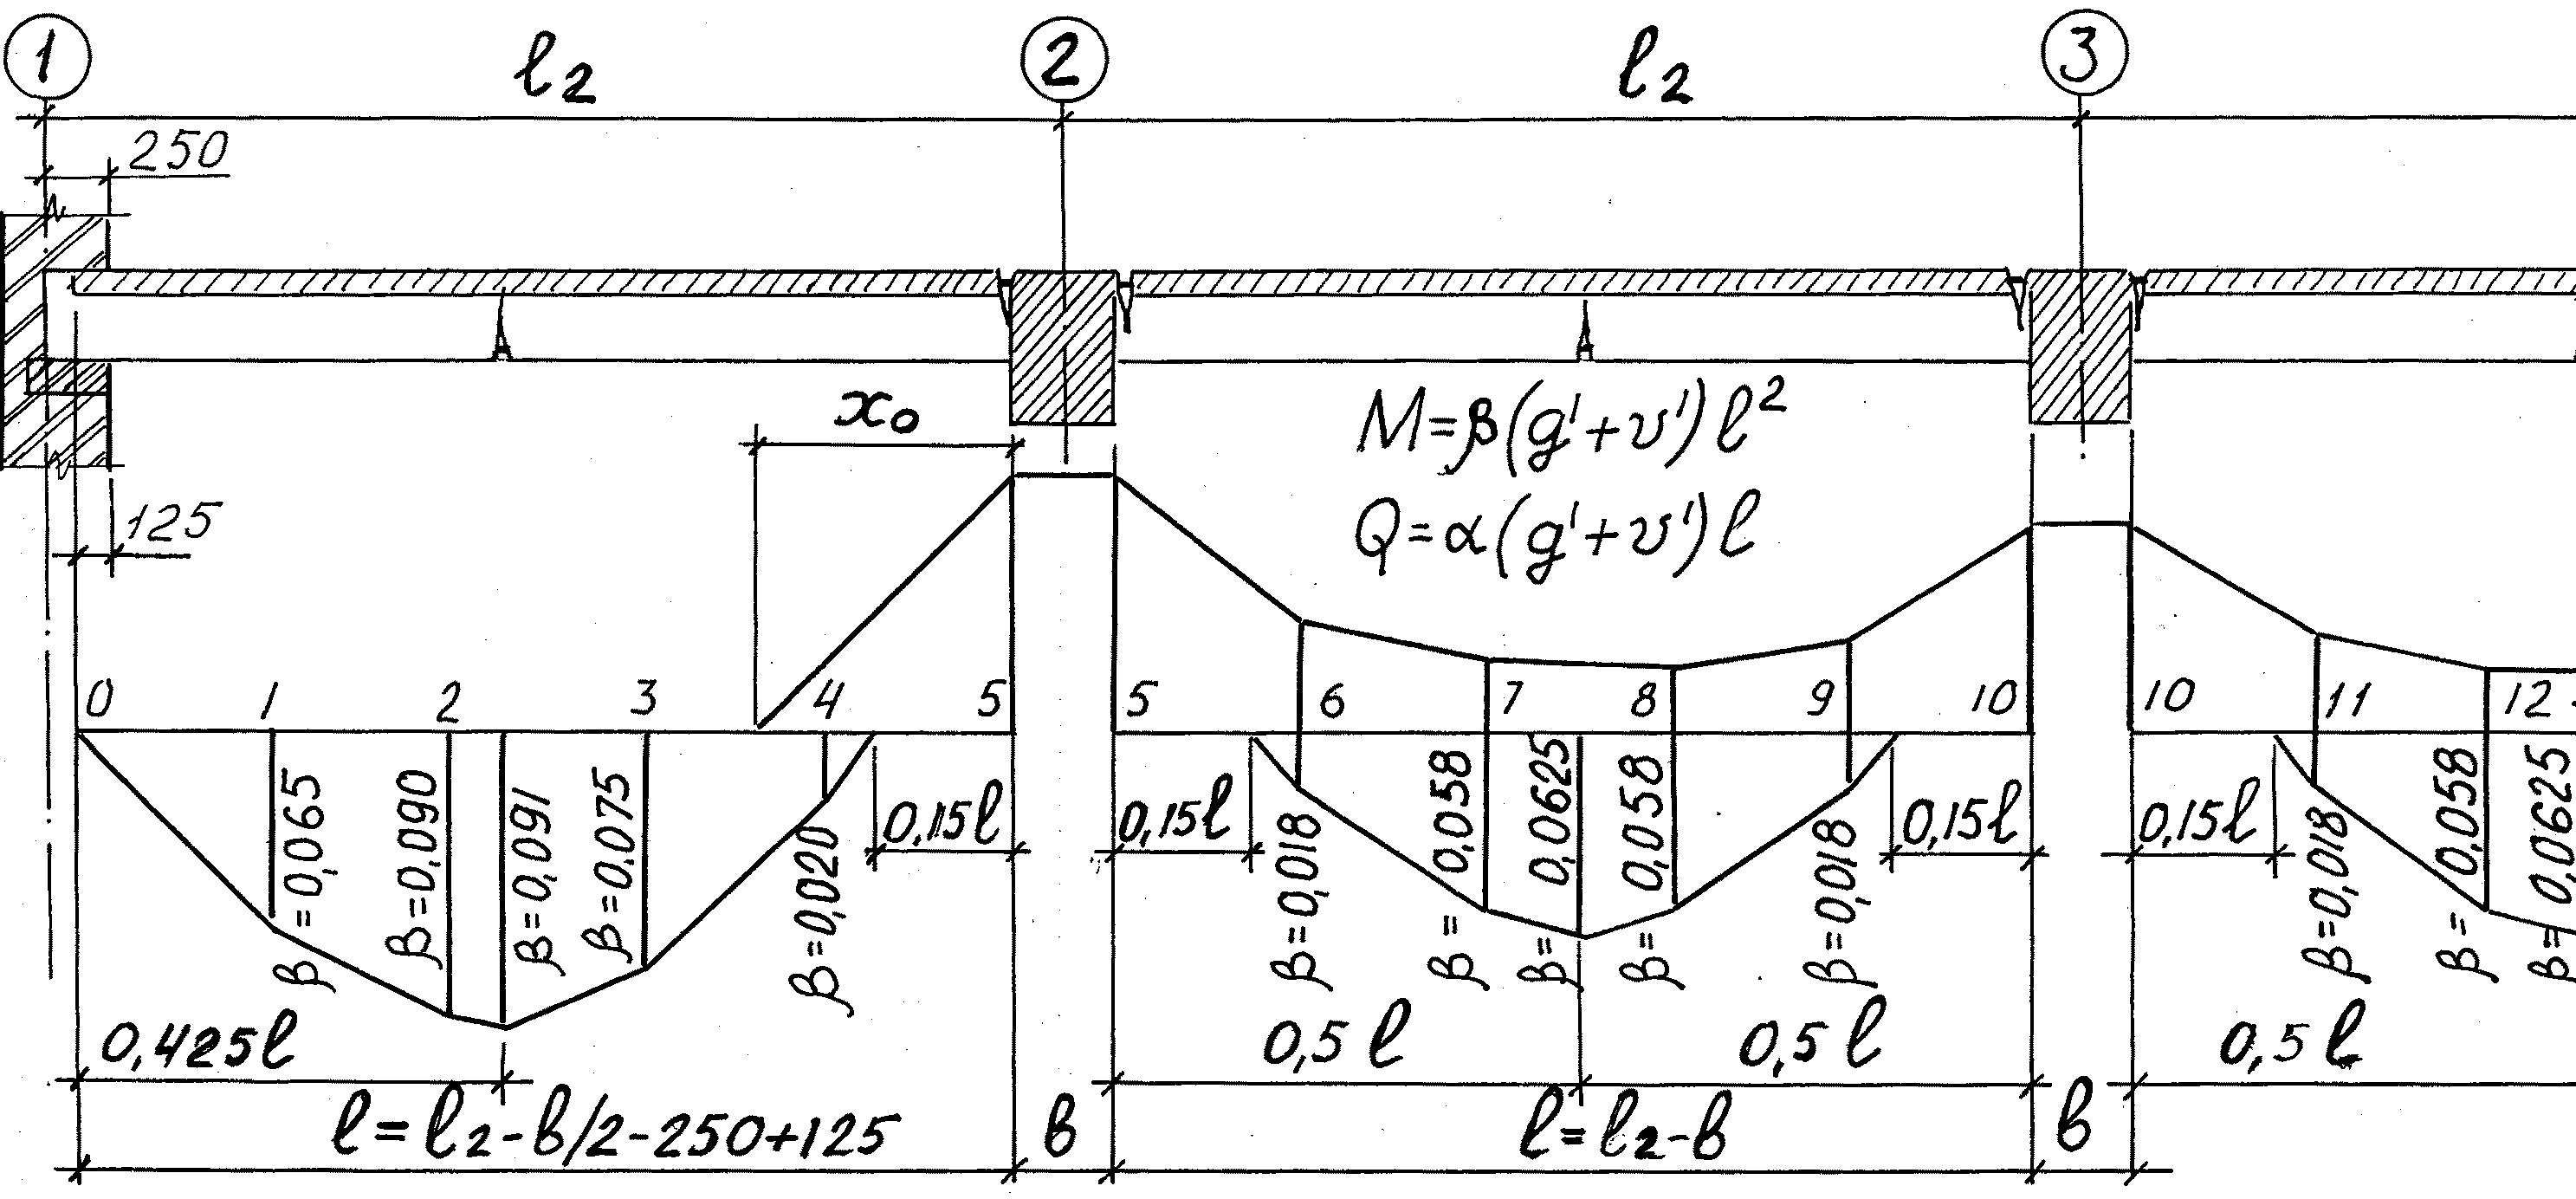 1 2 3
l₂ l₂
250
x₀
M=β(g'+v')l²
Q=α(g'+v')l
125
0 1 2 3 4 5 5 6 7 8 9 10 10 11 12
β=0,065
β=0,090
β=0,091
β=0,075
β=0,020
0,15l
0,15l
β=0,018
β= 0,058
β= 0,0625
β= 0,058
β=0,018
0,15l
0,15l
β=0,018
β= 0,058
β= 0,0625
0,425l
0,5l 0,5l 0,5l
l=l₂-в/2-250+125
в
l=l₂-в
в